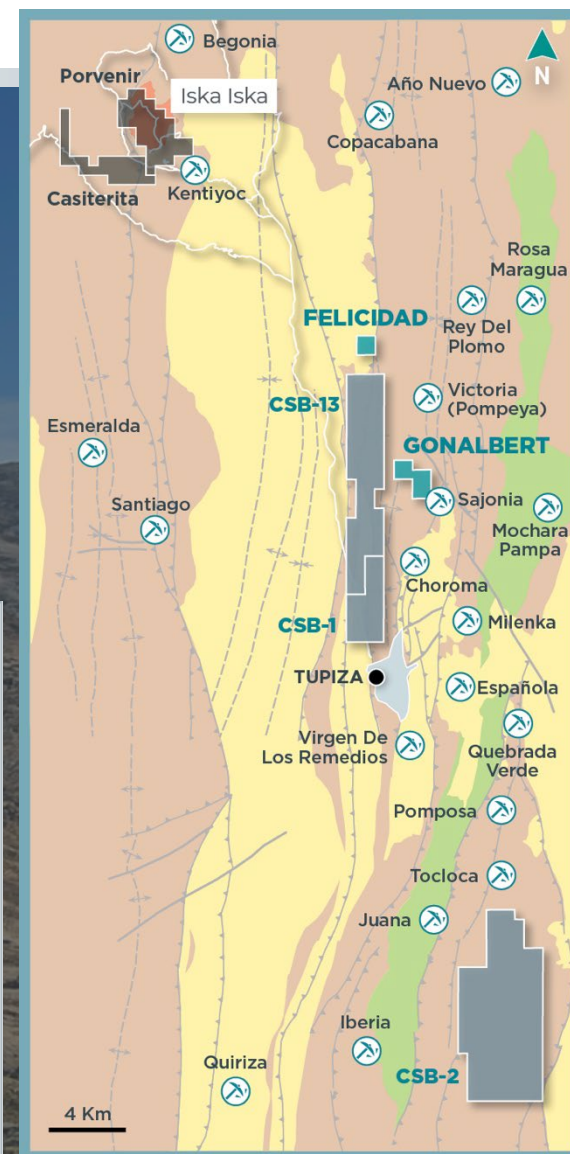 Begonia
Porvenir
Iska Iska
Año Nuevo
N
Copacabana
Kentiyoc
Casiterita
Rosa
Maragua
FELICIDAD
Rey Del
Plomo
CSB-13
Victoria
(Pompeya)
Esmeralda
GONALBERT
Santiago
Sajonia
Mochara
Pampa
Choroma
CSB-1
Milenka
TUPIZA
Española
Virgen De
Los Remedios
Quebrada
Verde
Pomposa
Tocloca
Juana
Iberia
Quiriza
CSB-2
4 Km